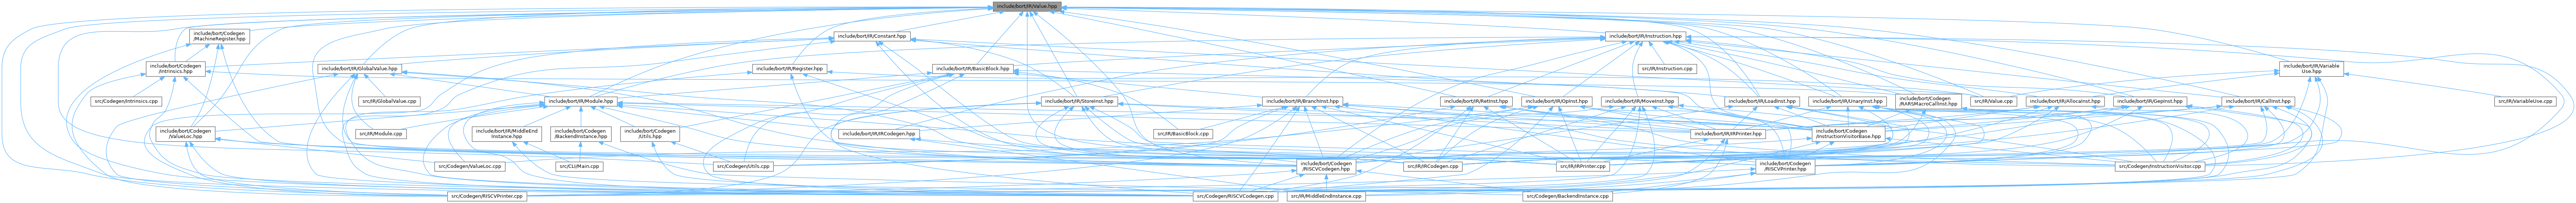 include/bort/IR/Value.hpp
include/bort/Codegen
/MachineRegister.hpp
include/bort/IR/Constant.hpp
include/bort/IR/Instruction.hpp
include/bort/Codegen
/Intrinsics.hpp
include/bort/IR/GlobalValue.hpp
include/bort/IR/Register.hpp
include/bort/IR/BasicBlock.hpp
src/IR/Instruction.cpp
include/bort/IR/Variable
Use.hpp
src/Codegen/Intrinsics.cpp
src/IR/GlobalValue.cpp
include/bort/IR/Module.hpp
include/bort/IR/StoreInst.hpp
include/bort/IR/BranchInst.hpp
include/bort/IR/RetInst.hpp
include/bort/IR/OpInst.hpp
include/bort/IR/MoveInst.hpp
include/bort/IR/LoadInst.hpp
include/bort/IR/UnaryInst.hpp
include/bort/Codegen
/RARSMacroCallInst.hpp
src/IR/Value.cpp
include/bort/IR/AllocaInst.hpp
include/bort/IR/GepInst.hpp
include/bort/IR/CallInst.hpp
src/IR/VariableUse.cpp
include/bort/Codegen
/ValueLoc.hpp
src/IR/Module.cpp
include/bort/IR/MiddleEnd
Instance.hpp
include/bort/Codegen
/BackendInstance.hpp
include/bort/Codegen
/Utils.hpp
include/bort/IR/IRCodegen.hpp
src/IR/BasicBlock.cpp
include/bort/IR/IRPrinter.hpp
include/bort/Codegen
/InstructionVisitorBase.hpp
src/Codegen/ValueLoc.cpp
src/CLI/Main.cpp
src/Codegen/Utils.cpp
include/bort/Codegen
/RISCVCodegen.hpp
src/IR/IRCodegen.cpp
src/IR/IRPrinter.cpp
include/bort/Codegen
/RISCVPrinter.hpp
src/Codegen/InstructionVisitor.cpp
src/Codegen/RISCVPrinter.cpp
src/Codegen/RISCVCodegen.cpp
src/IR/MiddleEndInstance.cpp
src/Codegen/BackendInstance.cpp